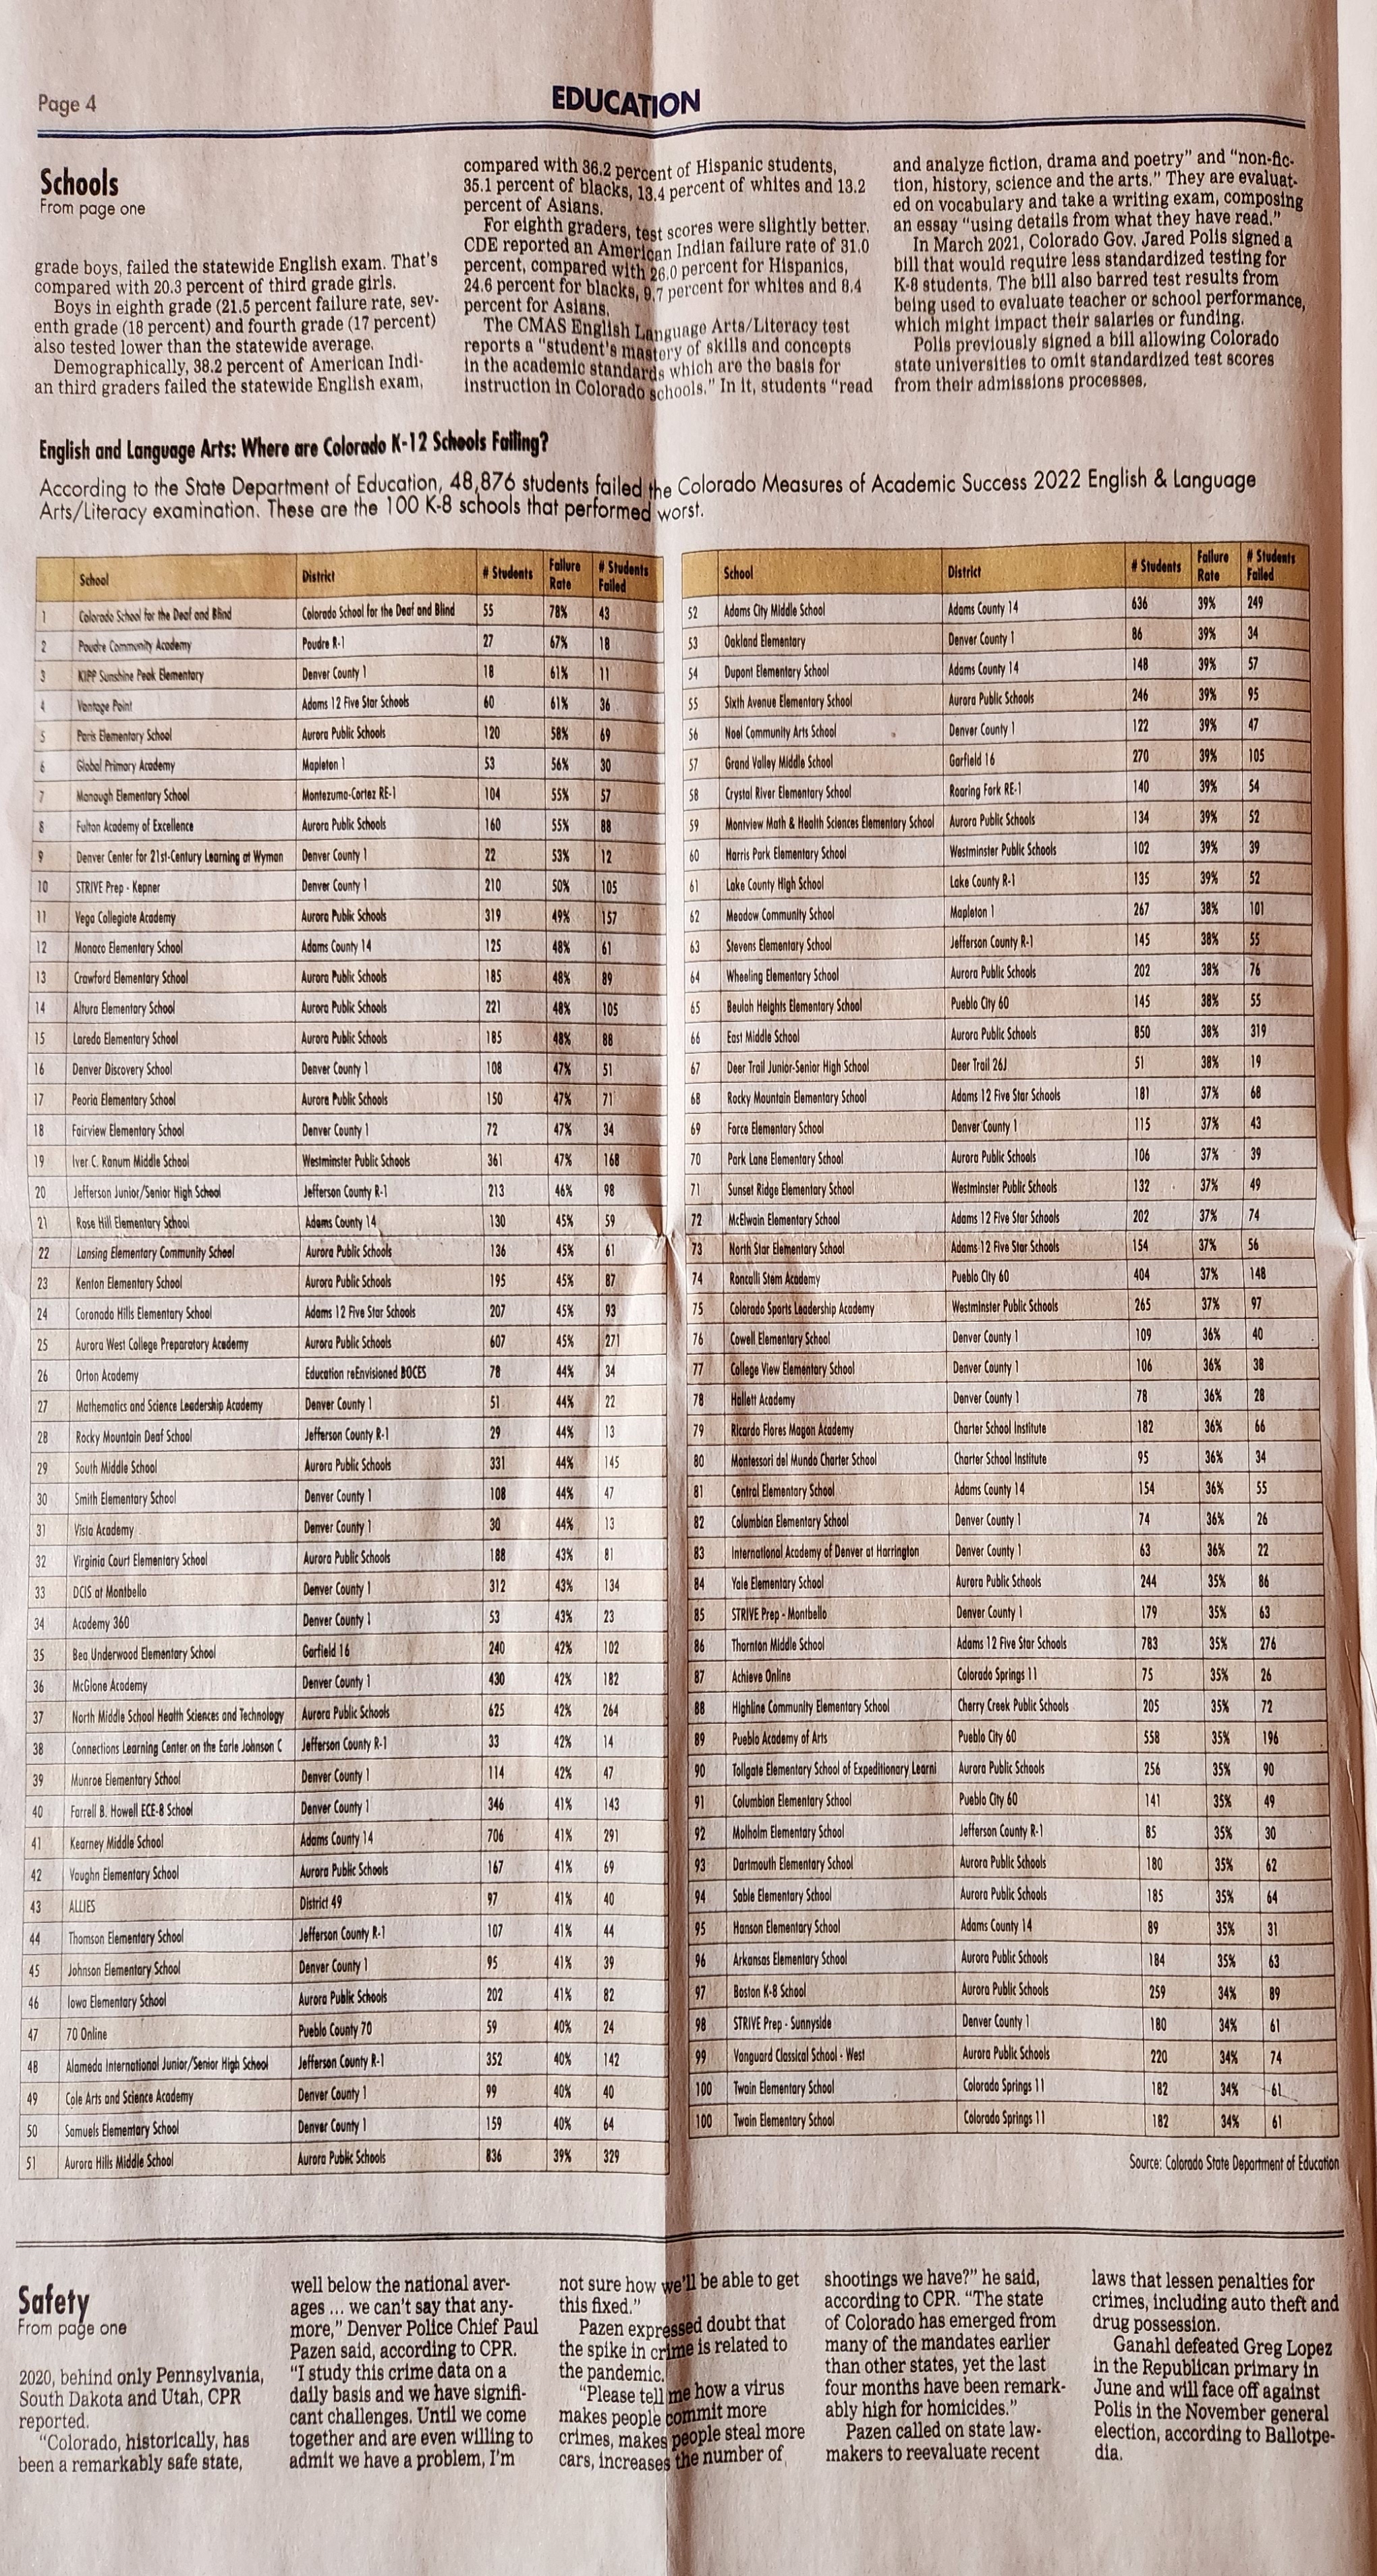 Page 4
EDUCATION
Schools
From page one
grade boys, failed the statewide English exam. That's
compared with 20.3 percent of third grade girls.
Boys in eighth grade (21.5 percent failure rate, sev-
enth grade (18 percent) and fourth grade (17 percent)
also tested lower than the statewide average.
Demographically, 38.2 percent of American Indi-
an third graders failed the statewide English exam,
compared with 36.2 percent of Hispanic students,
35.1 percent of blacks, 13.4 percent of whites and 13.2
percent of Asians.
For eighth graders, test scores were slightly better.
CDE reported an American Indian failure rate of 31.0
percent, compared with 26.0 percent for Hispanics,
24.6 percent for blacks, 9.7 percent for whites and 8.4
percent for Asians.
The CMAS English Language Arts/Literacy test
reports a "student's mastery of skills and concepts
in the academic standards which are the basis for
instruction in Colorado schools." In it, students "read
and analyze fiction, drama and poetry" and "non-fic-
tion, history, science and the arts." They are evaluat-
ed on vocabulary and take a writing exam, composing
an essay "using details from what they have read."
In March 2021, Colorado Gov. Jared Polis signed a
bill that would require less standardized testing for
K-8 students. The bill also barred test results from
being used to evaluate teacher or school performance,
which might impact their salaries or funding.
Polis previously signed a bill allowing Colorado
state universities to omit standardized test scores
from their admissions processes.
English and Language Arts: Where are Colorado K-12 Schools Failing?
According to the State Department of Education, 48,876 students failed the Colorado Measures of Academic Success 2022 English & Language
Arts/Literacy examination. These are the 100 K-8 schools that performed worst.
School District # Students Failure Rate # Students Failed
1 Colorado School for the Deaf and Blind Colorado School for the Deaf and Blind 55 78% 43
2 Poudre Community Academy Poudre R-1 27 67% 18
3 KIPP Sunshine Peak Elementary Denver County 1 18 61% 11
4 Vantage Point Adams 12 Five Star Schools 60 61% 36
5 Paris Elementary School Aurora Public Schools 120 58% 69
6 Global Primary Academy Mapleton 1 53 56% 30
7 Manaugh Elementary School Montezuma-Cortez RE-1 104 55% 57
8 Fulton Academy of Excellence Aurora Public Schools 160 55% 88
9 Denver Center for 21st-Century Learning at Wyman Denver County 1 22 53% 12
10 STRIVE Prep - Kepner Denver County 1 210 50% 105
11 Vega Collegiate Academy Aurora Public Schools 319 49% 157
12 Monaco Elementary School Adams County 14 125 48% 61
13 Crawford Elementary School Aurora Public Schools 185 48% 89
14 Altura Elementary School Aurora Public Schools 221 48% 105
15 Laredo Elementary School Aurora Public Schools 185 48% 88
16 Denver Discovery School Denver County 1 108 47% 51
17 Peoria Elementary School Aurora Public Schools 150 47% 71
18 Fairview Elementary School Denver County 1 72 47% 34
19 Iver C. Ranum Middle School Westminster Public Schools 361 47% 168
20 Jefferson Junior/Senior High School Jefferson County R-1 213 46% 98
21 Rose Hill Elementary School Adams County 14 130 45% 59
22 Lansing Elementary Community School Aurora Public Schools 136 45% 61
23 Kenton Elementary School Aurora Public Schools 195 45% 87
24 Coronado Hills Elementary School Adams 12 Five Star Schools 207 45% 93
25 Aurora West College Preparatory Academy Aurora Public Schools 607 45% 271
26 Orton Academy Education reEnvisioned BOCES 78 44% 34
27 Mathematics and Science Leadership Academy Denver County 1 51 44% 22
28 Rocky Mountain Deaf School Jefferson County R-1 29 44% 13
29 South Middle School Aurora Public Schools 331 44% 145
30 Smith Elementary School Denver County 1 108 44% 47
31 Vista Academy Denver County 1 30 44% 13
32 Virginia Court Elementary School Aurora Public Schools 188 43% 81
33 DCIS at Montbello Denver County 1 312 43% 134
34 Academy 360 Denver County 1 53 43% 23
35 Bea Underwood Elementary School Garfield 16 240 42% 102
36 McGlone Academy Denver County 1 430 42% 182
37 North Middle School Health Sciences and Technology Aurora Public Schools 625 42% 264
38 Connections Learning Center on the Earle Johnson C Jefferson County R-1 33 42% 14
39 Munroe Elementary School Denver County 1 114 42% 47
40 Farrell B. Howell ECE-8 School Denver County 1 346 41% 143
41 Kearney Middle School Adams County 14 706 41% 291
42 Vaughn Elementary School Aurora Public Schools 167 41% 69
43 ALLIES District 49 97 41% 40
44 Thomson Elementary School Jefferson County R-1 107 41% 44
45 Johnson Elementary School Denver County 1 95 41% 39
46 Iowa Elementary School Aurora Public Schools 202 41% 82
47 70 Online Pueblo County 70 59 40% 24
48 Alameda International Junior/Senior High School Jefferson County R-1 352 40% 142
49 Cole Arts and Science Academy Denver County 1 99 40% 40
50 Samuels Elementary School Denver County 1 159 40% 64
51 Aurora Hills Middle School Aurora Public Schools 836 39% 329
School District # Students Failure Rate # Students Failed
52 Adams City Middle School Adams County 14 636 39% 249
53 Oakland Elementary Denver County 1 86 39% 34
54 Dupont Elementary School Adams County 14 148 39% 57
55 Sixth Avenue Elementary School Aurora Public Schools 246 39% 95
56 Noel Community Arts School Denver County 1 122 39% 47
57 Grand Valley Middle School Garfield 16 270 39% 105
58 Crystal River Elementary School Roaring Fork RE-1 140 39% 54
59 Montview Math & Health Sciences Elementary School Aurora Public Schools 134 39% 52
60 Harris Park Elementary School Westminster Public Schools 102 39% 39
61 Lake County High School Lake County R-1 135 39% 52
62 Meadow Community School Mapleton 1 267 38% 101
63 Stevens Elementary School Jefferson County R-1 145 38% 55
64 Wheeling Elementary School Aurora Public Schools 202 38% 76
65 Beulah Heights Elementary School Pueblo City 60 145 38% 55
66 East Middle School Aurora Public Schools 850 38% 319
67 Deer Trail Junior-Senior High School Deer Trail 26J 51 38% 19
68 Rocky Mountain Elementary School Adams 12 Five Star Schools 181 37% 68
69 Force Elementary School Denver County 1 115 37% 43
70 Park Lane Elementary School Aurora Public Schools 106 37% 39
71 Sunset Ridge Elementary School Westminster Public Schools 132 37% 49
72 McElwain Elementary School Adams 12 Five Star Schools 202 37% 74
73 North Star Elementary School Adams 12 Five Star Schools 154 37% 56
74 Roncalli Stem Academy Pueblo City 60 404 37% 148
75 Colorado Sports Leadership Academy Westminster Public Schools 265 37% 97
76 Cowell Elementary School Denver County 1 109 36% 40
77 College View Elementary School Denver County 1 106 36% 38
78 Hallett Academy Denver County 1 78 36% 28
79 Ricardo Flores Magon Academy Charter School Institute 182 36% 66
80 Montessori del Mundo Charter School Charter School Institute 95 36% 34
81 Central Elementary School Adams County 14 154 36% 55
82 Columbian Elementary School Denver County 1 74 36% 26
83 International Academy of Denver at Harrington Denver County 1 63 36% 22
84 Yale Elementary School Aurora Public Schools 244 35% 86
85 STRIVE Prep - Montbello Denver County 1 179 35% 63
86 Thornton Middle School Adams 12 Five Star Schools 783 35% 276
87 Achieve Online Colorado Springs 11 75 35% 26
88 Highline Community Elementary School Cherry Creek Public Schools 205 35% 72
89 Pueblo Academy of Arts Pueblo City 60 558 35% 196
90 Tollgate Elementary School of Expeditionary Learni Aurora Public Schools 256 35% 90
91 Columbian Elementary School Pueblo City 60 141 35% 49
92 Molholm Elementary School Jefferson County R-1 85 35% 30
93 Dartmouth Elementary School Aurora Public Schools 180 35% 62
94 Sable Elementary School Aurora Public Schools 185 35% 64
95 Hanson Elementary School Adams County 14 89 35% 31
96 Arkansas Elementary School Aurora Public Schools 184 35% 63
97 Boston K-8 School Aurora Public Schools 259 34% 89
98 STRIVE Prep - Sunnyside Denver County 1 180 34% 61
99 Vanguard Classical School - West Aurora Public Schools 220 34% 74
100 Twain Elementary School Colorado Springs 11 182 34% 61
100 Twain Elementary School Colorado Springs 11 182 34% 61
Source: Colorado State Department of Education
Safety
From page one
2020, behind only Pennsylvania,
South Dakota and Utah, CPR
reported.
"Colorado, historically, has
been a remarkably safe state,
well below the national aver-
ages ... we can't say that any-
more," Denver Police Chief Paul
Pazen said, according to CPR.
"I study this crime data on a
daily basis and we have signifi-
cant challenges. Until we come
together and are even willing to
admit we have a problem, I'm
not sure how we'll be able to get
this fixed."
Pazen expressed doubt that
the spike in crime is related to
the pandemic.
"Please tell me how a virus
makes people commit more
crimes, makes people steal more
cars, increases the number of
shootings we have?" he said,
according to CPR. "The state
of Colorado has emerged from
many of the mandates earlier
than other states, yet the last
four months have been remark-
ably high for homicides."
Pazen called on state law-
makers to reevaluate recent
laws that lessen penalties for
crimes, including auto theft and
drug possession.
Ganahl defeated Greg Lopez
in the Republican primary in
June and will face off against
Polis in the November general
election, according to Ballotpe-
dia.